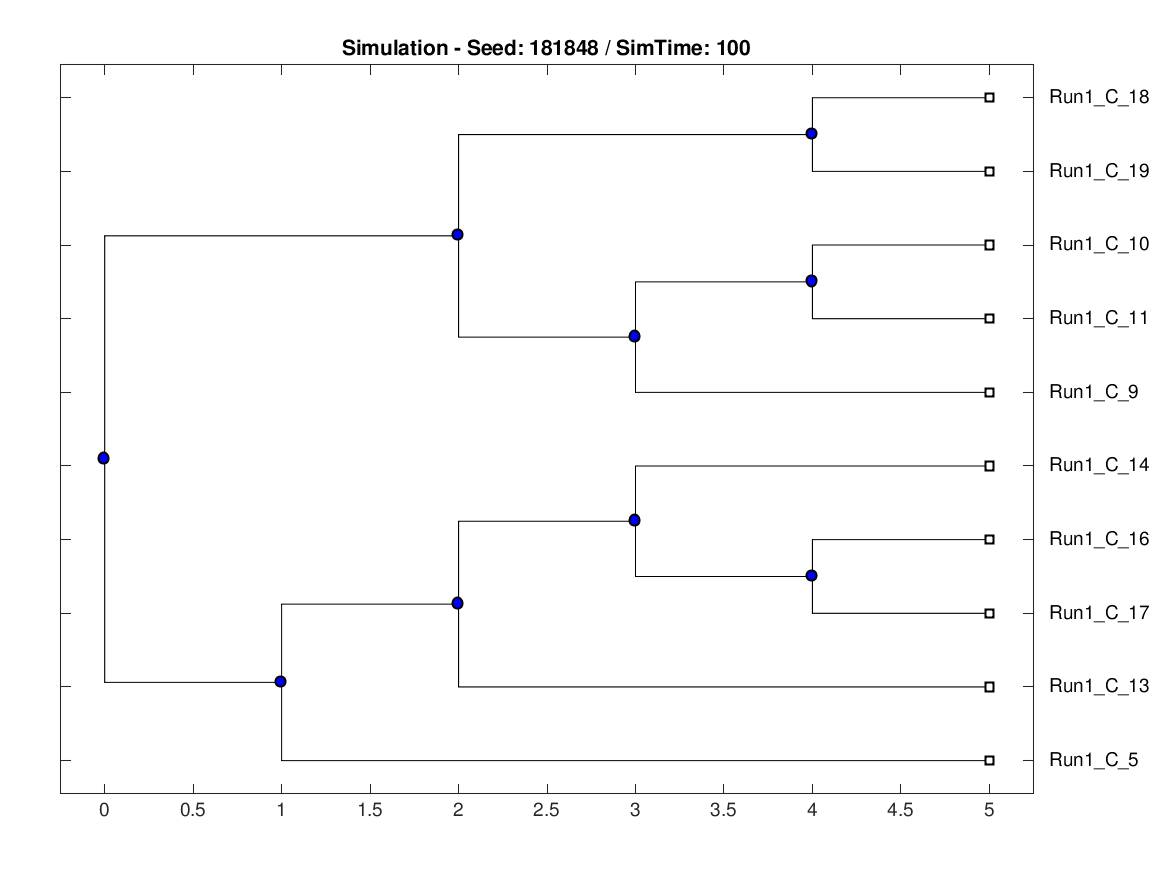 Simulation - Seed: 181848 / SimTime: 100
Run1_C_18
Run1_C_19
Run1_C_10
Run1_C_11
Run1_C_9
Run1_C_14
Run1_C_16
Run1_C_17
Run1_C_13
Run1_C_5
0 0.5 1 1.5 2 2.5 3 3.5 4 4.5 5